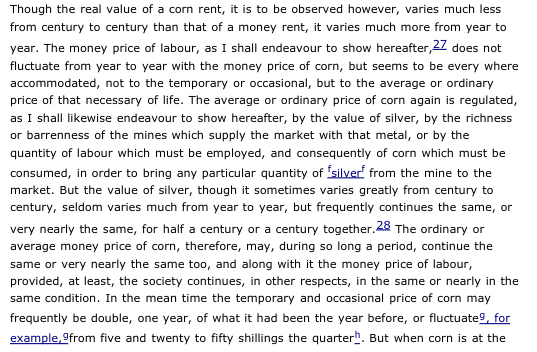 Though the real value of a corn rent, it is to be observed however, varies much less
from century to century than that of a money rent, it varies much more from year to
year. The money price of labour, as I shall endeavour to show hereafter,27 does not
fluctuate from year to year with the money price of corn, but seems to be every where
accommodated, not to the temporary or occasional, but to the average or ordinary
price of that necessary of life. The average or ordinary price of corn again is regulated,
as I shall likewise endeavour to show hereafter, by the value of silver, by the richness
or barrenness of the mines which supply the market with that metal, or by the
quantity of labour which must be employed, and consequently of corn which must be
consumed, in order to bring any particular quantity of fsilverf from the mine to the
market. But the value of silver, though it sometimes varies greatly from century to
century, seldom varies much from year to year, but frequently continues the same, or
very nearly the same, for half a century or a century together.28 The ordinary or
average money price of corn, therefore, may, during so long a period, continue the
same or very nearly the same too, and along with it the money price of labour,
provided, at least, the society continues, in other respects, in the same or nearly in the
same condition. In the mean time the temporary and occasional price of corn may
frequently be double, one year, of what it had been the year before, or fluctuateg, for
example,gfrom five and twenty to fifty shillings the quarterh. But when corn is at the